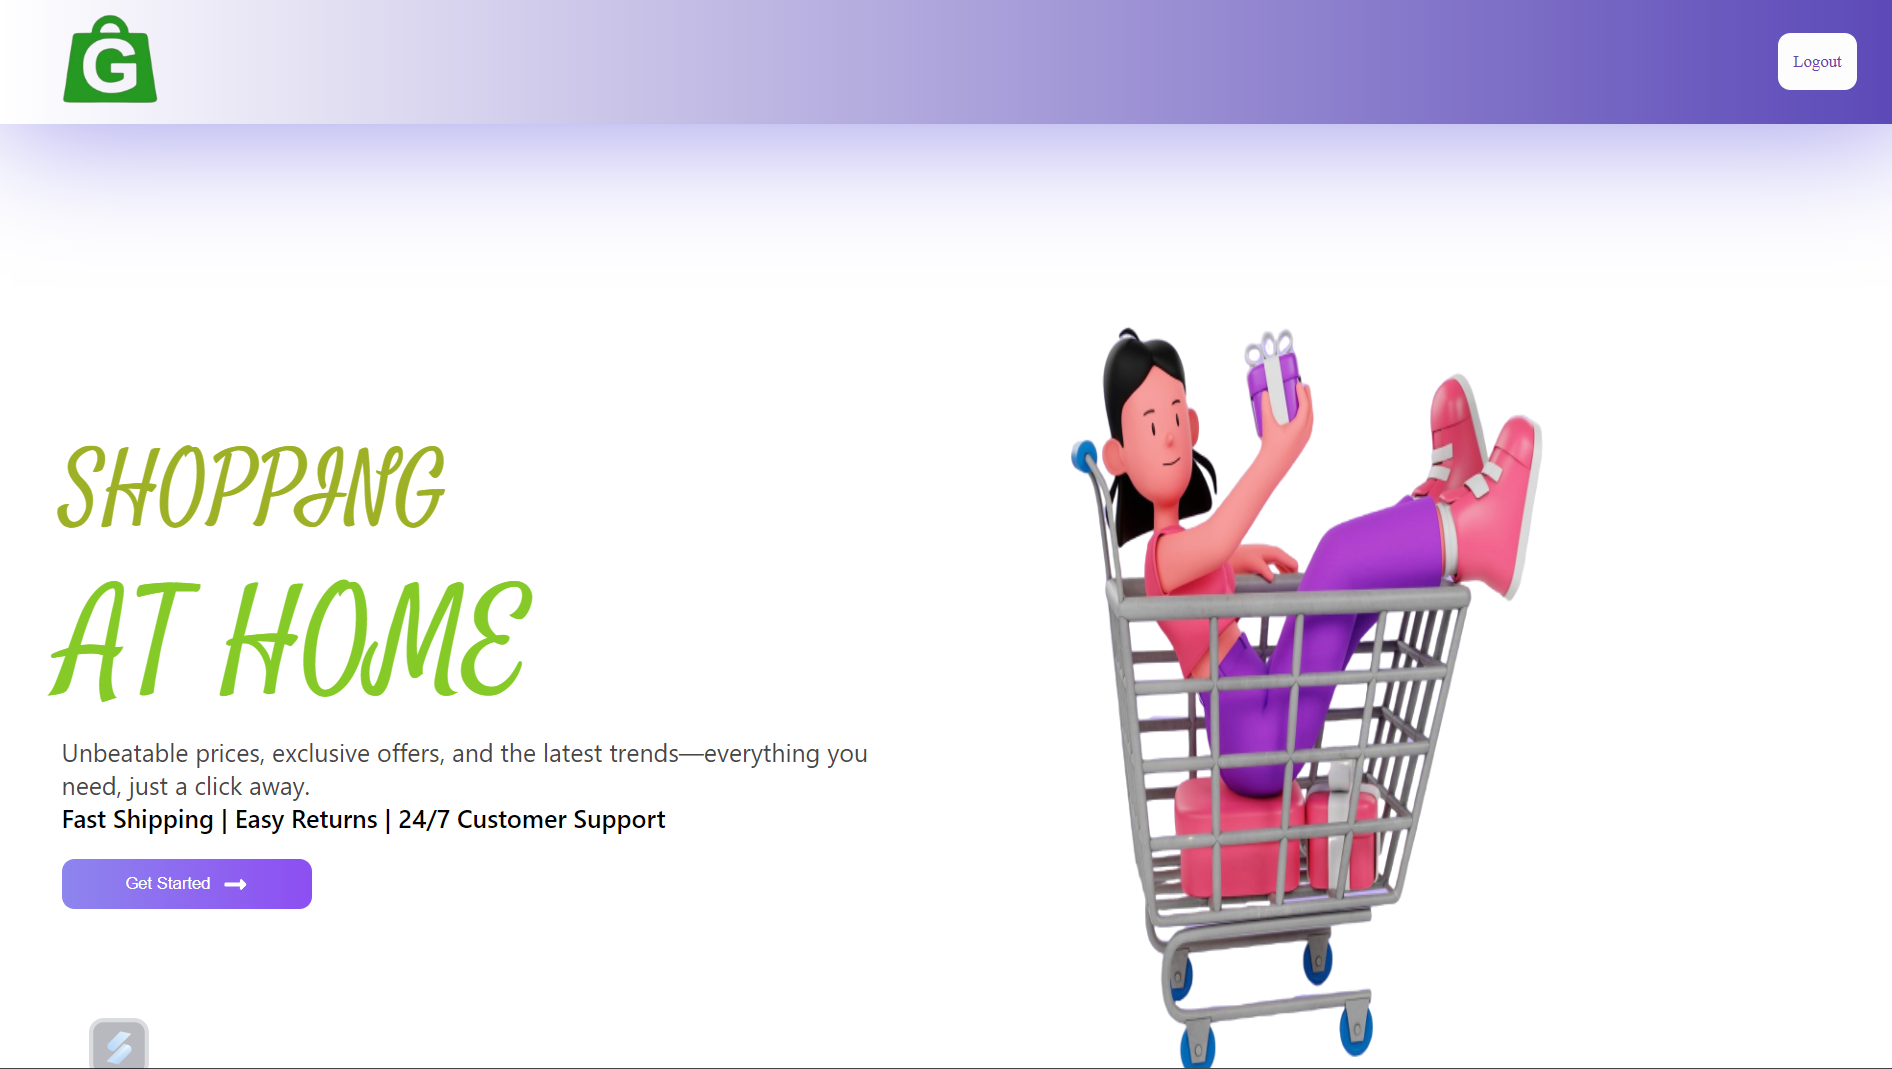 G
Logout
SHOPPING
AT HOME
Unbeatable prices, exclusive offers, and the latest trends—everything you
need, just a click away.
Fast Shipping | Easy Returns | 24/7 Customer Support
Get Started